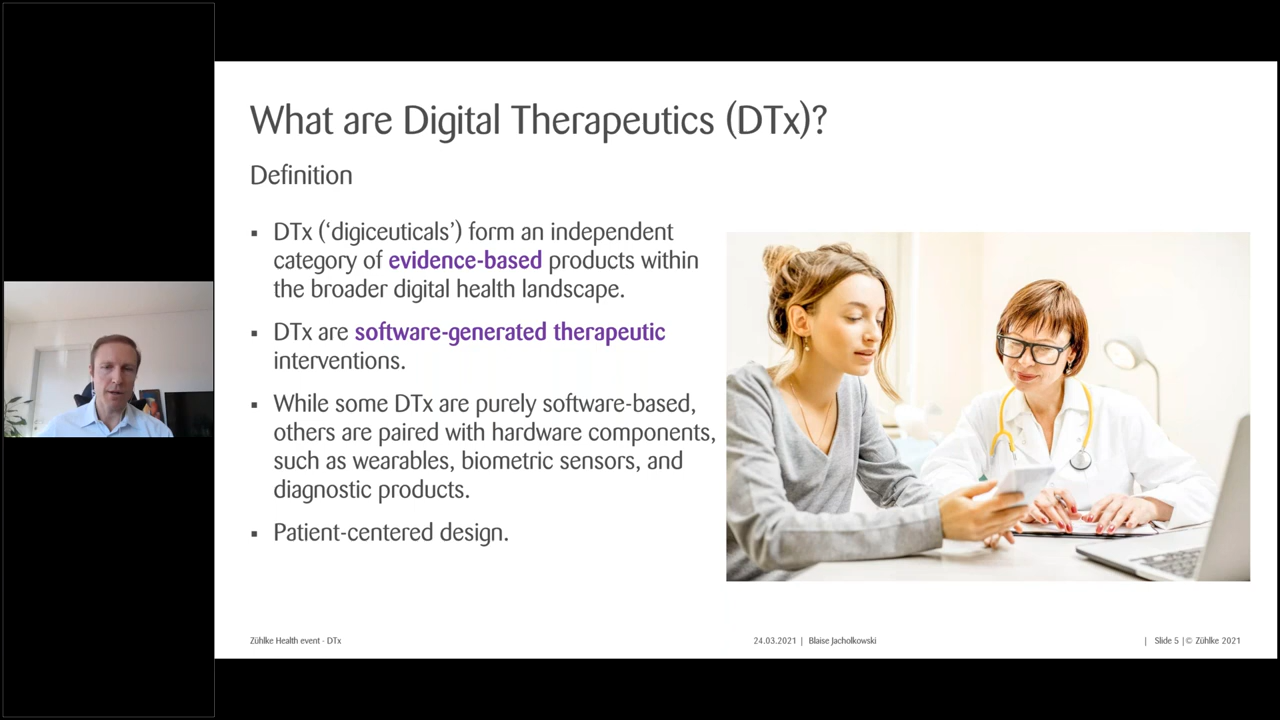 What are Digital Therapeutics (DTx)?
Definition
▪ DTx (‘digiceuticals’) form an independent
category of evidence-based products within
the broader digital health landscape.
▪ DTx are software-generated therapeutic
interventions.
▪ While some DTx are purely software-based,
others are paired with hardware components,
such as wearables, biometric sensors, and
diagnostic products.
▪ Patient-centered design.
Zühlke Health event - DTx
24.03.2021 | Blaise Jacholkowski
| Slide 5 | © Zühlke 2021